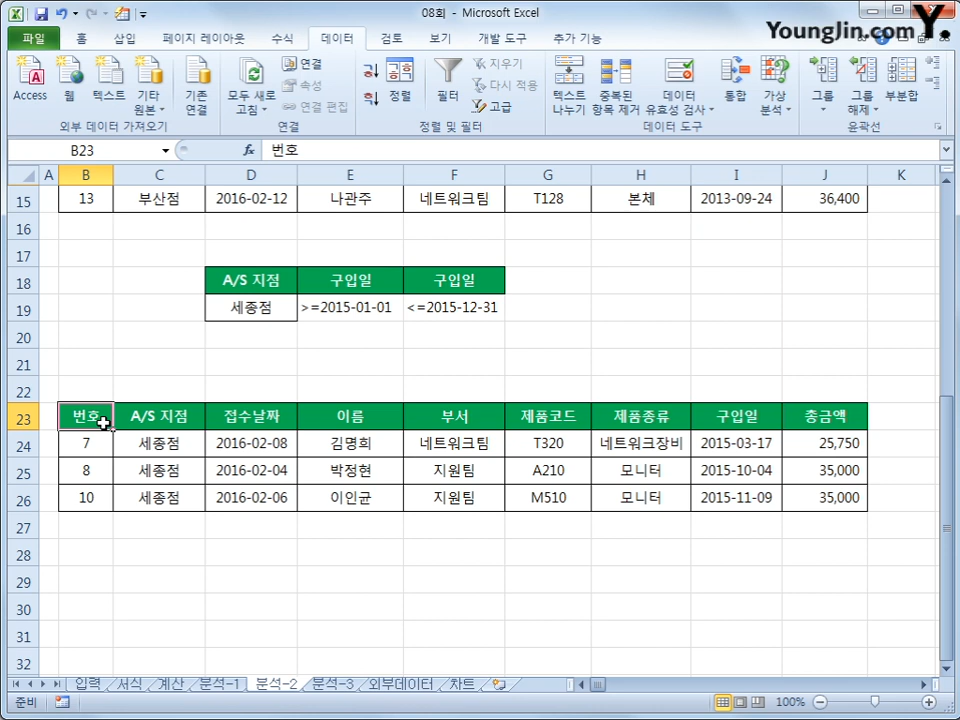 08회 - Microsoft Excel
YoungJin.com Y.
파일 홈 삽입 페이지 레이아웃 수식 데이터 검토 보기 개발 도구 추가 기능
Access 웹 텍스트 기타 원본 기존 연결
모두 새로 고침 연결 속성 연결 편집
정렬 필터 지우기 다시 적용 고급
텍스트 나누기 중복된 항목 제거 데이터 유효성 검사 통합 가상 분석
그룹 그룹 해제 부분합
외부 데이터 가져오기 연결 정렬 및 필터 데이터 도구 윤곽선
B23 fx 번호
A B C D E F G H I J K
15 13 부산점 2016-02-12 나관주 네트워크팀 T128 본체 2013-09-24 36,400
16
17
18 A/S 지점 구입일 구입일
19 세종점 >=2015-01-01 <=2015-12-31
20
21
22
23 번호 A/S 지점 접수날짜 이름 부서 제품코드 제품종류 구입일 총금액
24 7 세종점 2016-02-08 김명희 네트워크팀 T320 네트워크장비 2015-03-17 25,750
25 8 세종점 2016-02-04 박정현 지원팀 A210 모니터 2015-10-04 35,000
26 10 세종점 2016-02-06 이인균 지원팀 M510 모니터 2015-11-09 35,000
27
28
29
30
31
32
입력 서식 계산 분석-1 분석-2 분석-3 외부데이터 차트
준비 100%